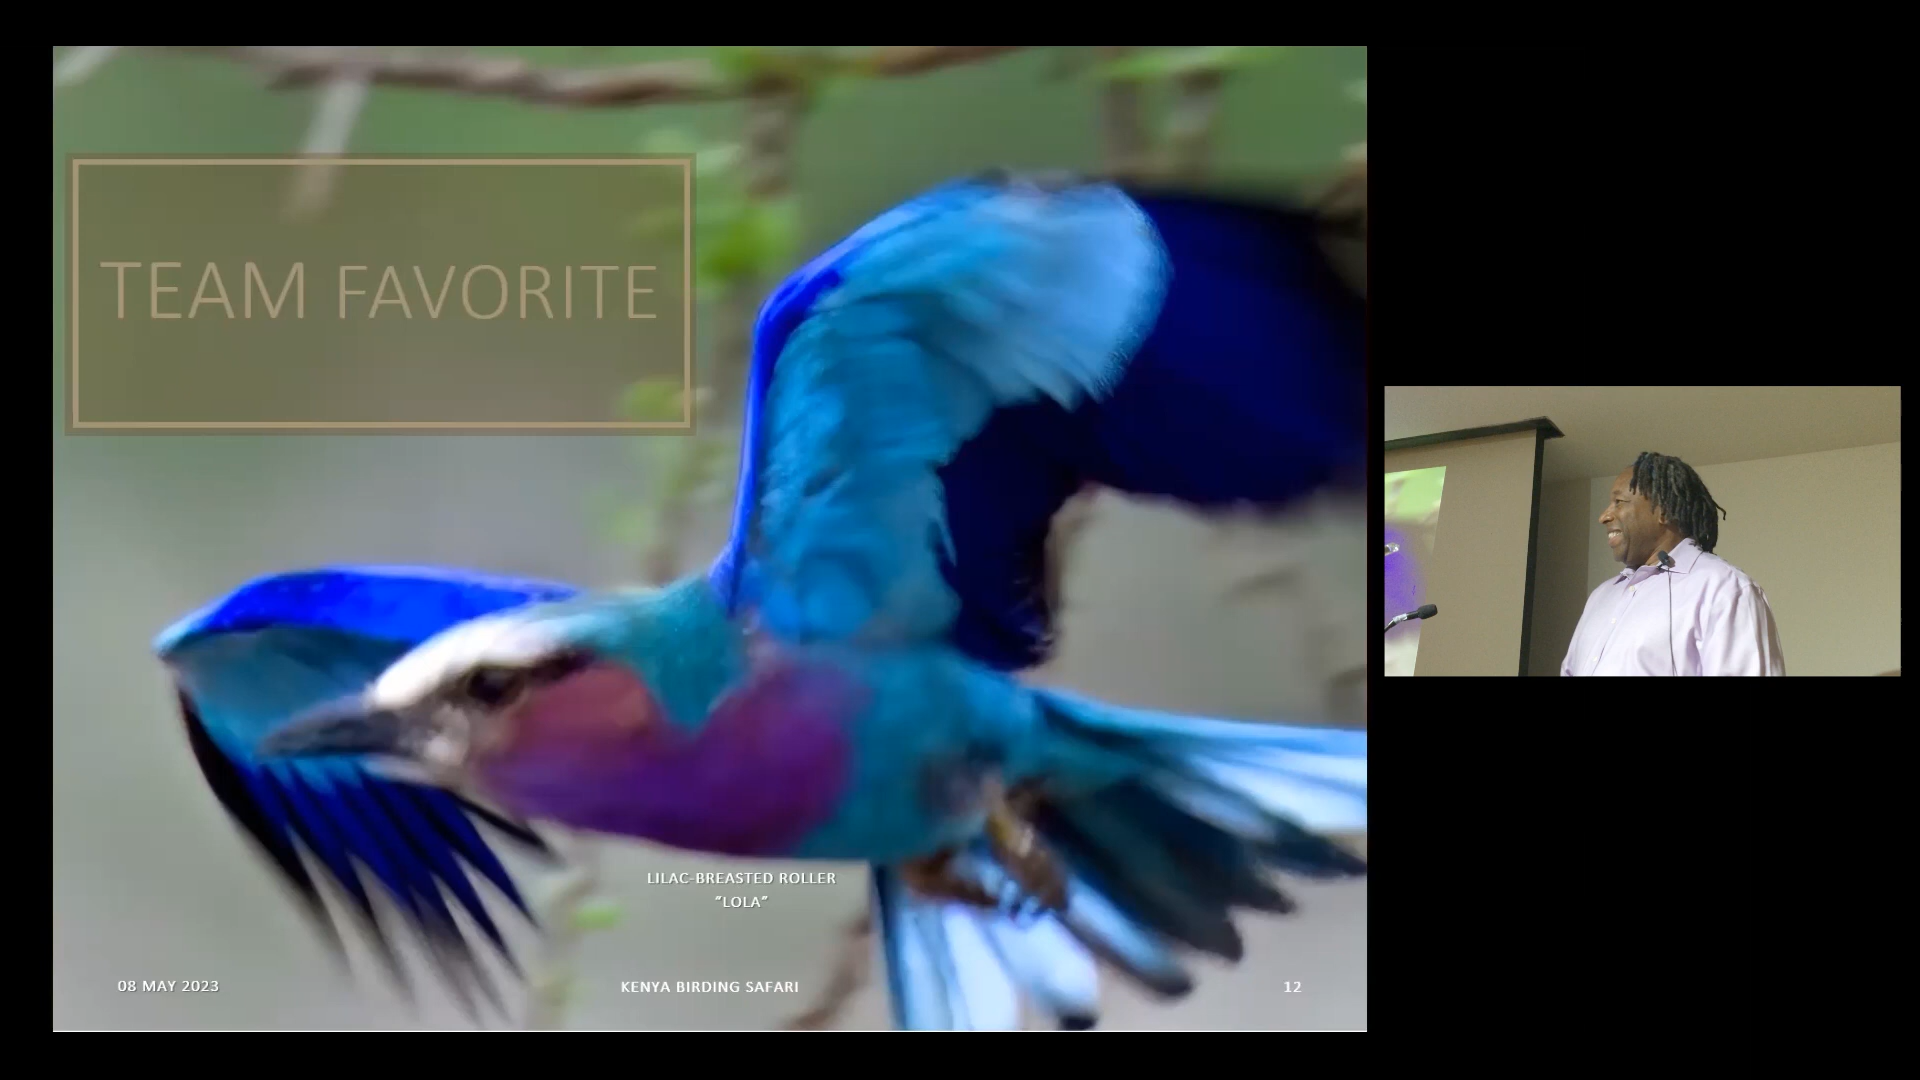 TEAM FAVORITE
LILAC-BREASTED ROLLER
"LOLA"
08 MAY 2023
KENYA BIRDING SAFARI
12